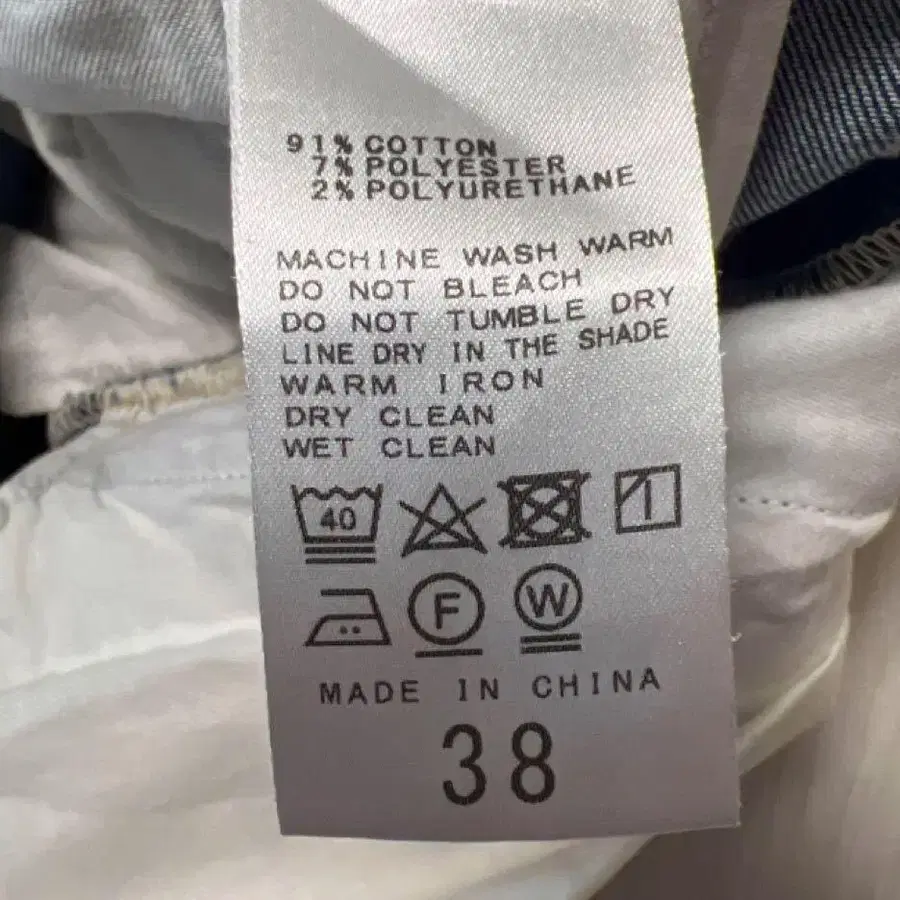 91% COTTON
7% POLYESTER
2% POLYURETHANE
MACHINE WASH WARM
DO NOT BLEACH
DO NOT TUMBLE DRY
LINE DRY IN THE SHADE
WARM IRON
DRY CLEAN
WET CLEAN
40
F W
MADE IN CHINA
38